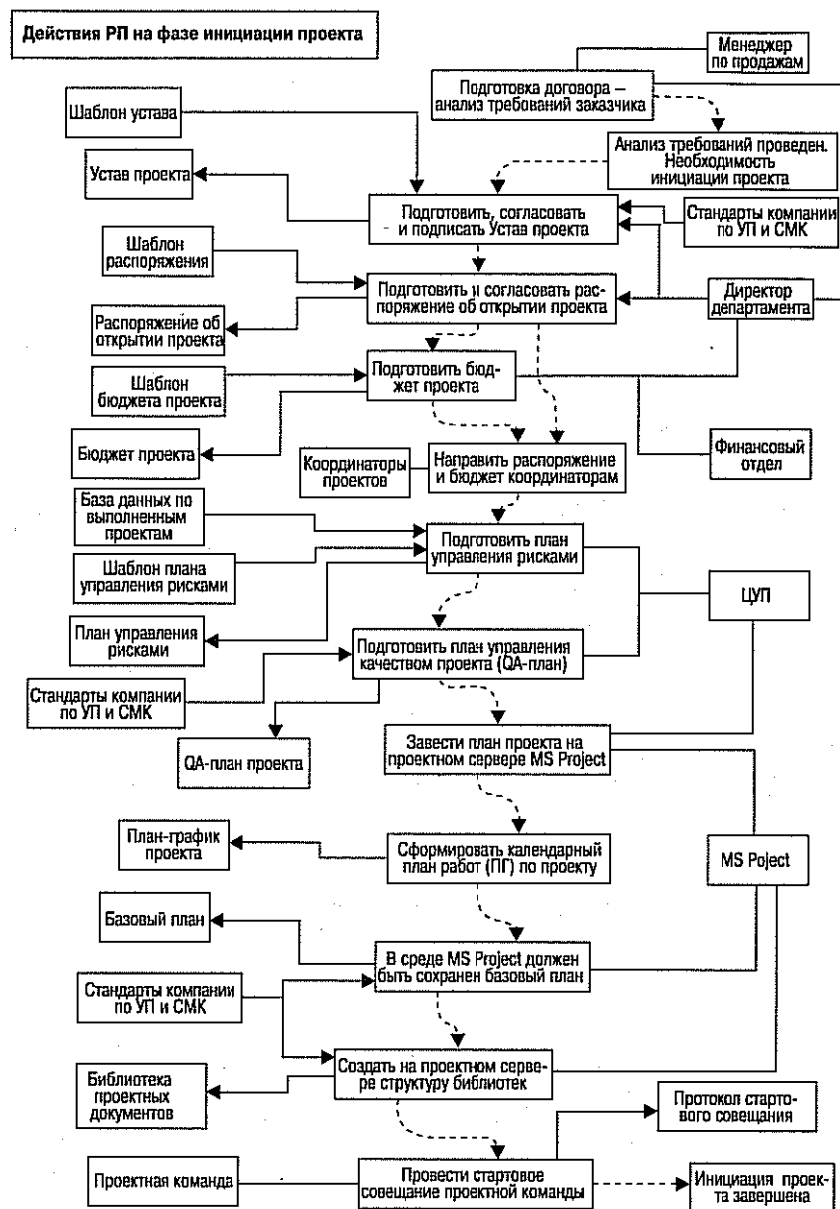 Действия РП на фазе инициации проекта
Менеджер
по продажам
Подготовка договора –
анализ требований заказчика
Шаблон устава
Анализ требований проведен.
Необходимость
инициации проекта
Устав проекта
Подготовить, согласовать
и подписать Устав проекта
Стандарты компании
по УП и СМК
Шаблон
распоряжения
Подготовить и согласовать рас-
поряжение об открытии проекта
Директор
департамента
Распоряжение об
открытии проекта
Подготовить бюд-
жет проекта
Шаблон
бюджета проекта
Бюджет проекта
Координаторы
проектов
Направить распоряжение
и бюджет координаторам
Финансовый
отдел
База данных по
выполненным
проектам
Подготовить план
управления рисками
Шаблон плана
управления рисками
ЦУП
План управления
рисками
Подготовить план управления
качеством проекта (QA-план)
Стандарты компании
по УП и СМК
QA-план проекта
Завести план проекта на
проектном сервере MS Project
План-график
проекта
Сформировать календарный
план работ (ПГ) по проекту
MS Poject
Базовый план
В среде MS Project должен
быть сохранен базовый план
Стандарты компании
по УП и СМК
Создать на проектном серве-
ре структуру библиотек
Библиотека
проектных
документов
Протокол старт-
ового совещания
Проектная команда
Провести стартовое
совещание проектной команды
Инициация проек-
та завершена